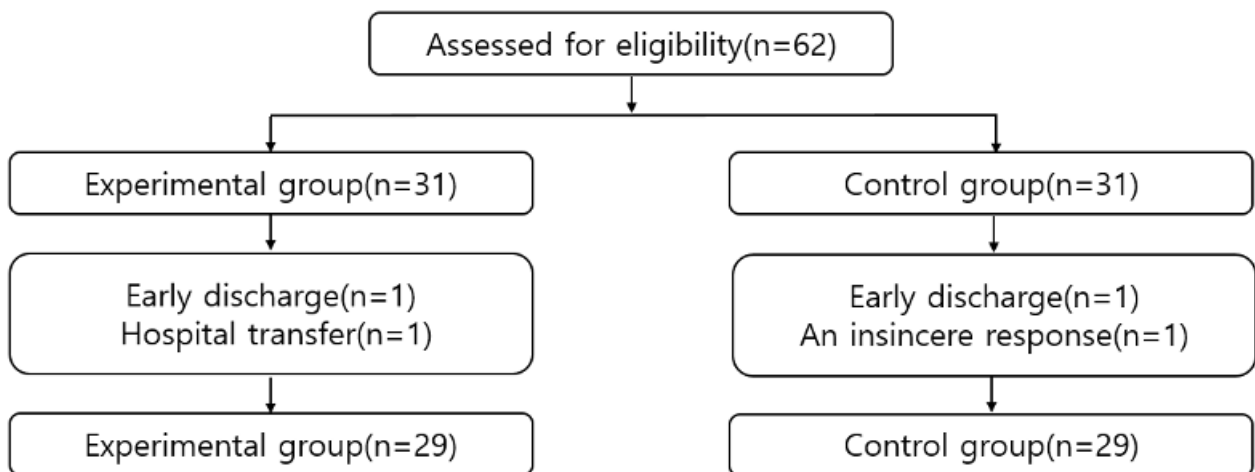 Assessed for eligibility(n=62)
Experimental group(n=31)
Control group(n=31)
Early discharge(n=1)
Hospital transfer(n=1)
Early discharge(n=1)
An insincere response(n=1)
Experimental group(n=29)
Control group(n=29)